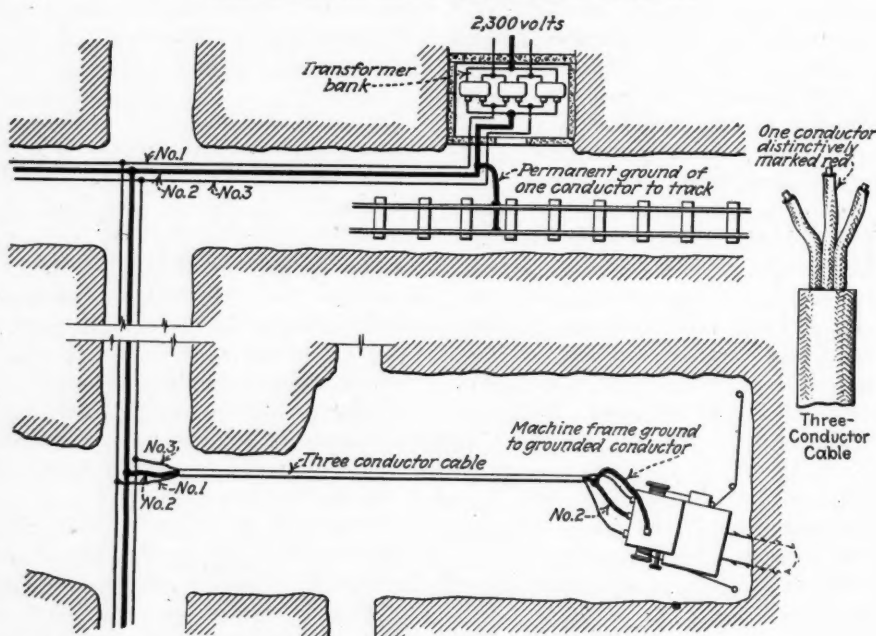 2,300 volts
Transformer
bank
One conductor
distinctively
marked red
No.1
No.2
No.3
Permanent ground of
one conductor to track
Machine frame ground
to grounded conductor
Three-
Conductor
Cable
No.3
Three conductor cable
No.1
No.2
No.2